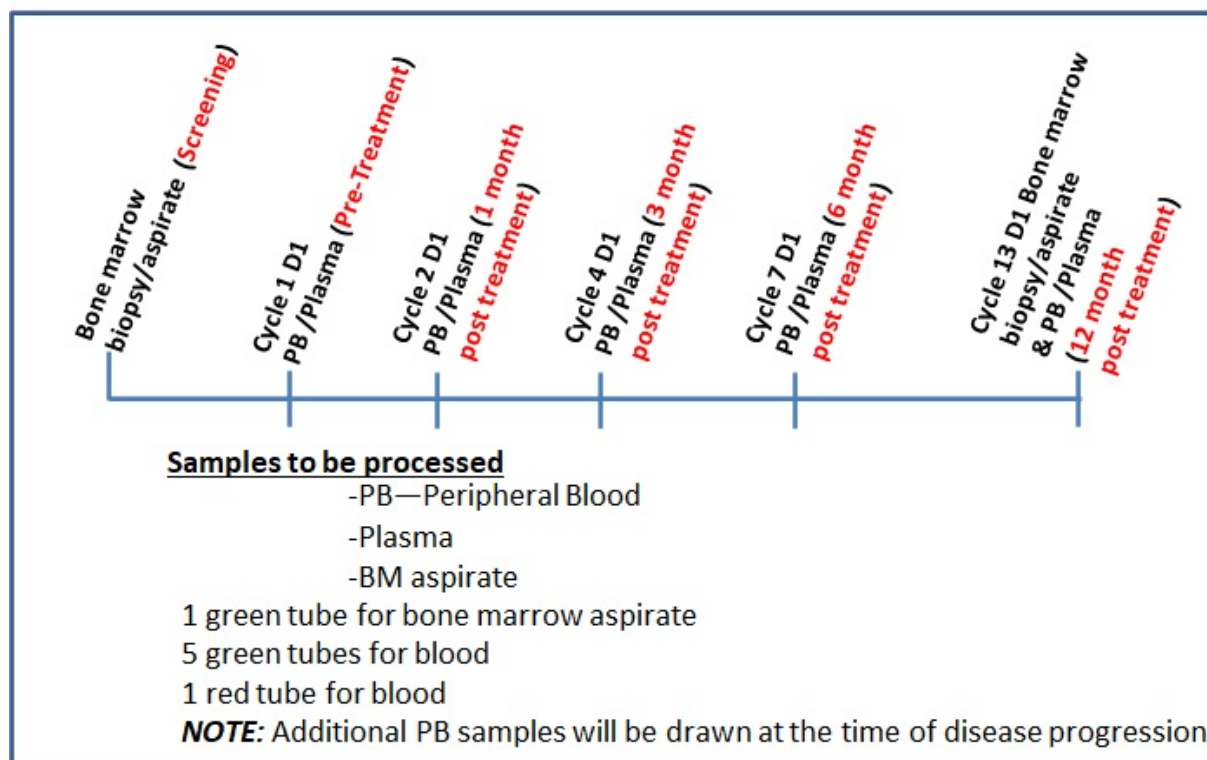 Bone marrow
biopsy/aspirate (Screening)
Cycle 1 D1
PB /Plasma (Pre-Treatment)
Cycle 2 D1
PB/Plasma (1 month
post treatment)
Cycle 4 D1
PB /Plasma (3 month
post treatment)
Cycle 7 D1
PB /Plasma (6 month
post treatment)
Cycle 13 D1 Bone marrow
biopsy/aspirate
& PB /Plasma
(12 month
post treatment)
Samples to be processed
-PB—Peripheral Blood
-Plasma
-BM aspirate
1 green tube for bone marrow aspirate
5 green tubes for blood
1 red tube for blood
NOTE: Additional PB samples will be drawn at the time of disease progression